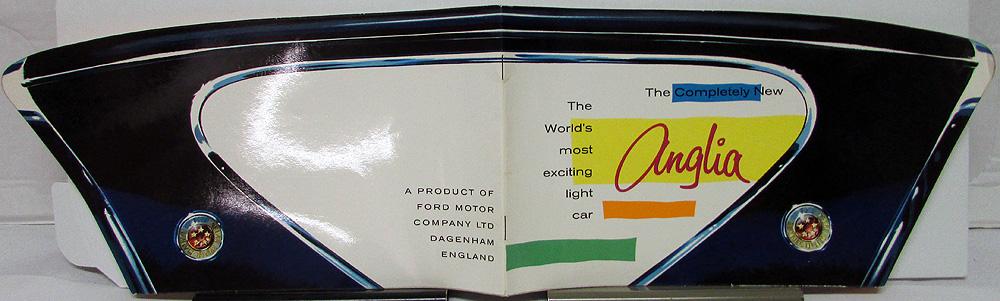 A PRODUCT OF
FORD MOTOR
COMPANY LTD
DAGENHAM
ENGLAND
The Completely New
Anglia
The
World's
most
exciting
light
car